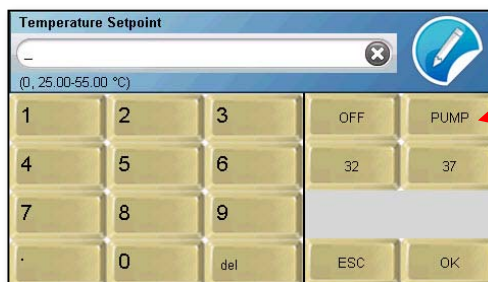 Temperature Setpoint
_
(0, 25.00-55.00 °C)
1 2 3 OFF PUMP
4 5 6 32 37
7 8 9
. 0 del ESC OK